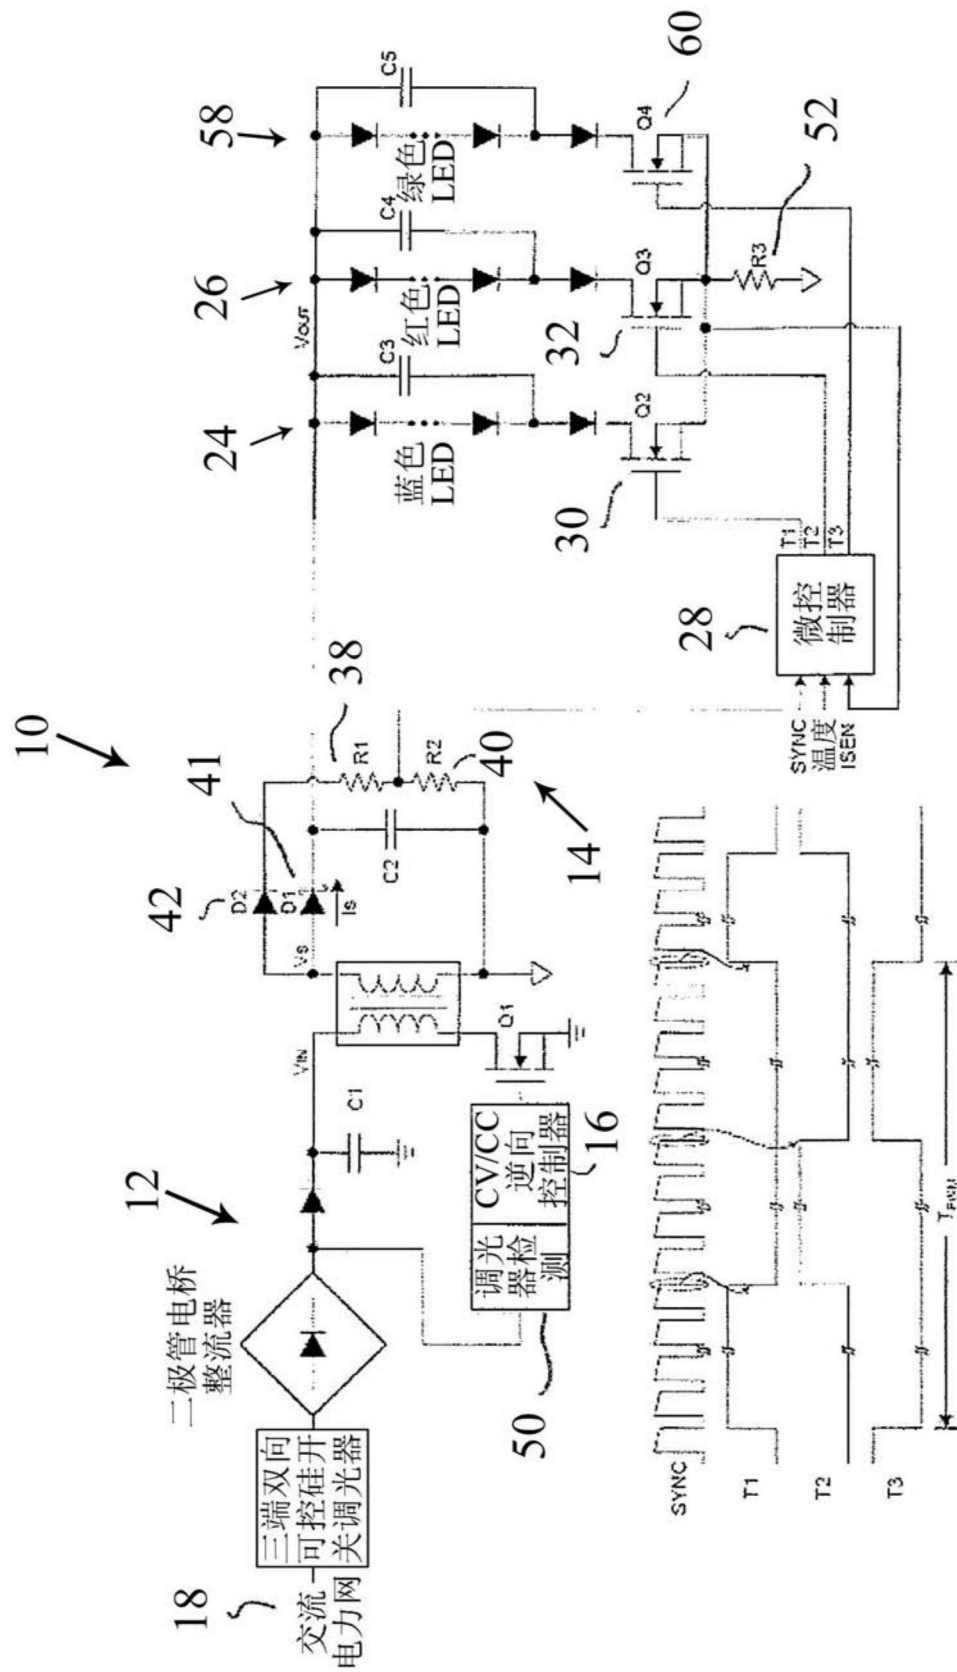 10
12
14
18
三端双向
可控硅开
关调光器
交流
电力网
二极管电桥
整流器
50
调光
器检
测
CV/CC
逆向
控制器
16
C1
VIN
Q1
VS
42
D2
D1
41
IS
38
R1
R2
40
C2
VOUT
24
蓝色
LED
C3
26
红色
LED
C4
58
绿色
LED
C5
30
Q2
32
Q3
60
Q4
52
R3
28
微控
制器
T1
T2
T3
SYNC
温度
ISEN
SYNC
T1
T2
T3